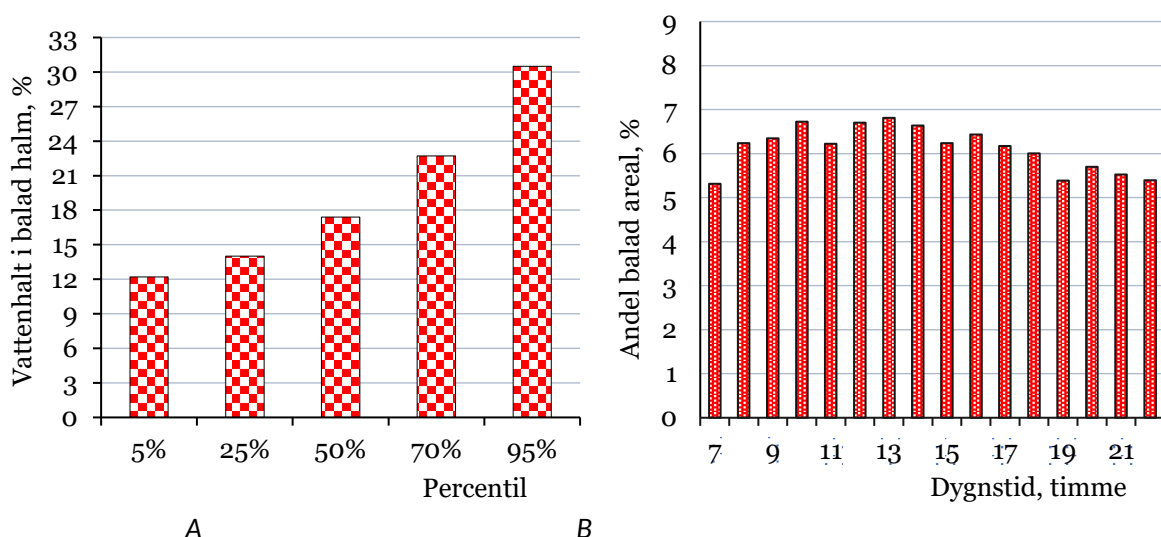 Vattenhalt i balad halm, %
33
30
27
24
21
18
15
12
9
6
3
0
5% 25% 50% 70% 95%
Percentil
A
Andel balad areal, %
9
8
7
6
5
4
3
2
1
0
7 9 11 13 15 17 19 21
Dygnstid, timme
B